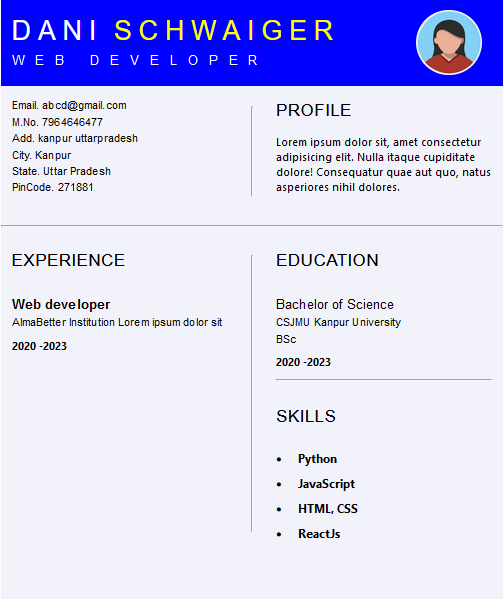 DANI SCHWAIGER
WEB DEVELOPER
Email. abcd@gmail.com
M.No. 7964646477
Add. kanpur uttarpradesh
City. Kanpur
State. Uttar Pradesh
PinCode. 271881
PROFILE
Lorem ipsum dolor sit, amet consectetur
adipisicing elit. Nulla itaque cupiditate
dolore! Consequatur quae aut quo, natus
asperiores nihil dolores.
EXPERIENCE
Web developer
AlmaBetter Institution Lorem ipsum dolor sit
2020 -2023
EDUCATION
Bachelor of Science
CSJMU Kanpur University
BSc
2020 -2023
SKILLS
• Python
• JavaScript
• HTML, CSS
• ReactJs